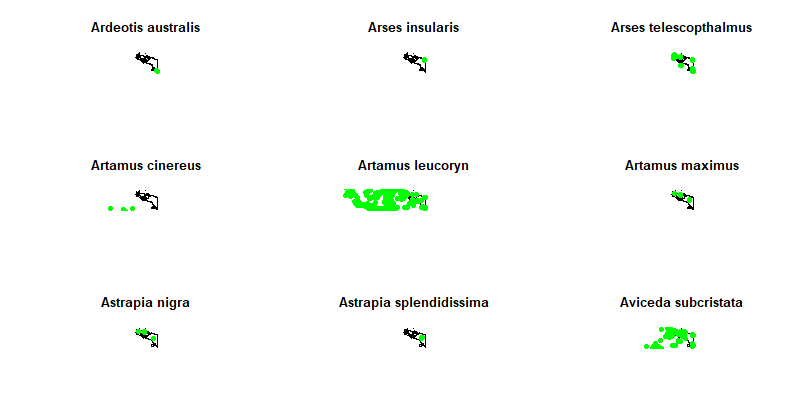 Ardeotis australis
Arses insularis
Arses telescopthalmus
Artamus cinereus
Artamus leucoryn
Artamus maximus
Astrapia nigra
Astrapia splendidissima
Aviceda subcristata